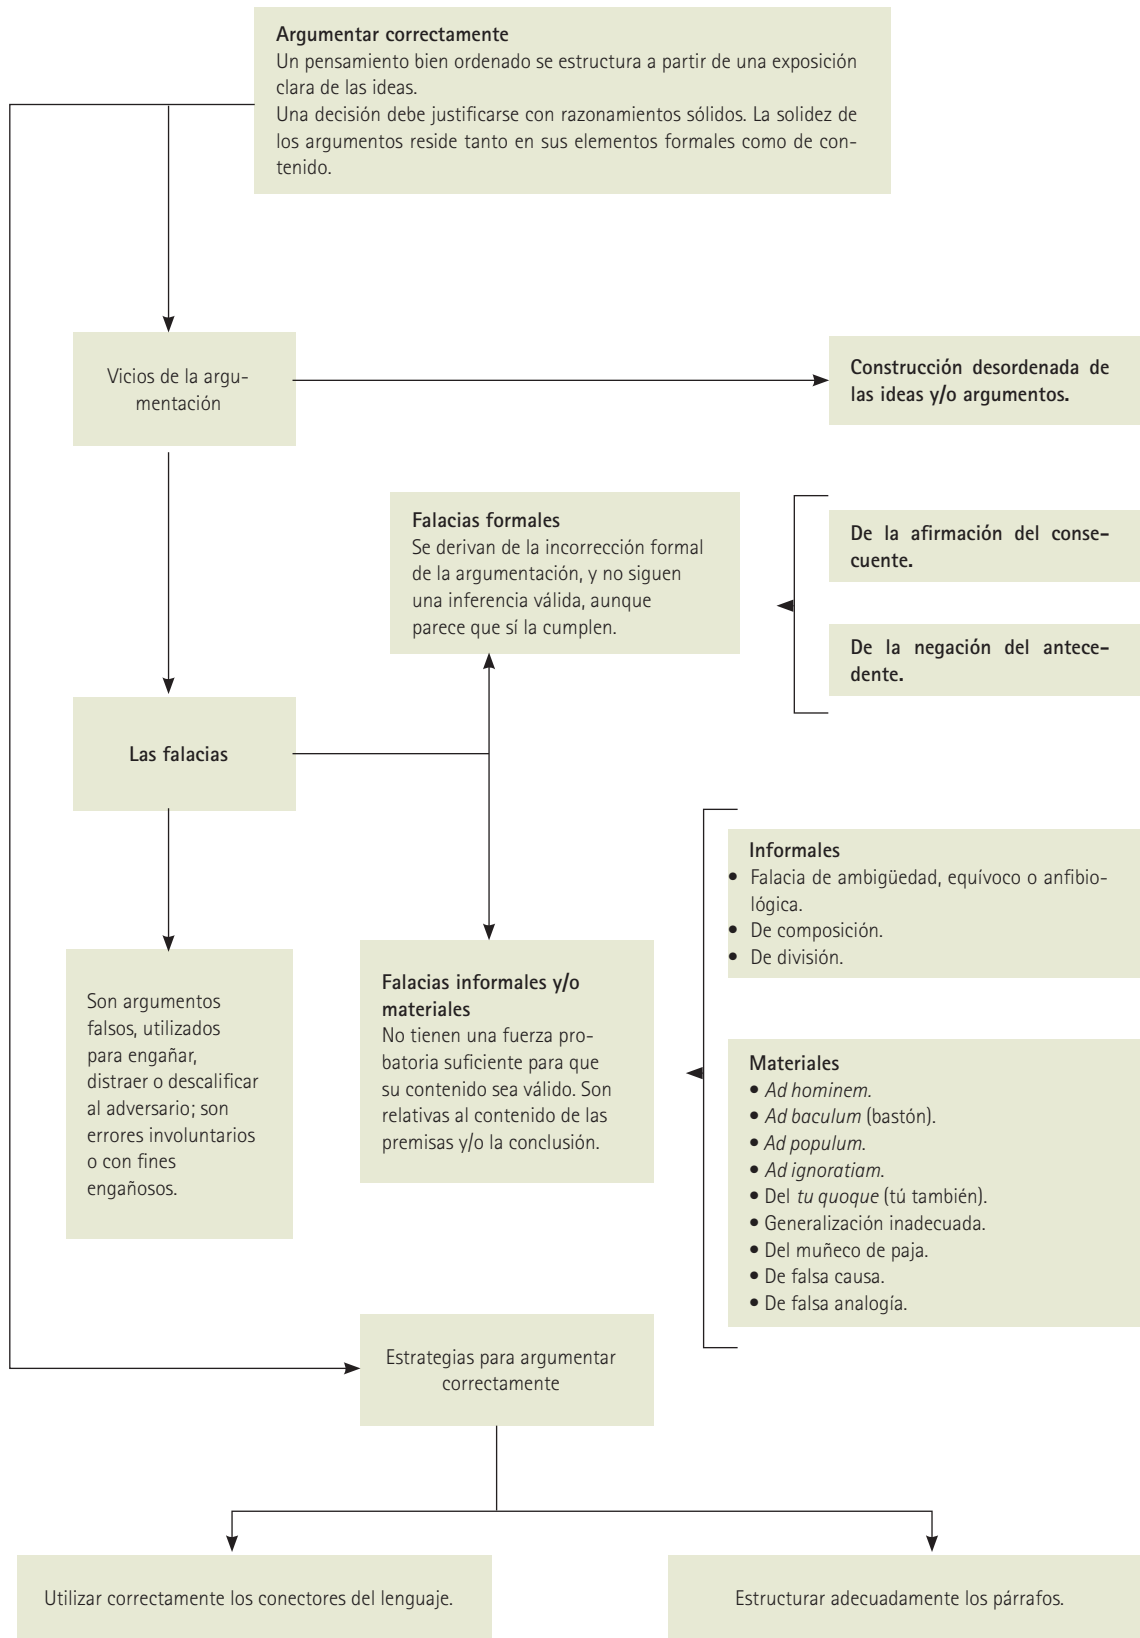 Argumentar correctamente
Un pensamiento bien ordenado se estructura a partir de una exposición
clara de las ideas.
Una decisión debe justificarse con razonamientos sólidos. La solidez de
los argumentos reside tanto en sus elementos formales como de con-
tenido.
Vicios de la argu-
mentación
Construcción desordenada de
las ideas y/o argumentos.
Falacias formales
Se derivan de la incorrección formal
de la argumentación, y no siguen
una inferencia válida, aunque
parece que sí la cumplen.
De la afirmación del conse-
cuente.
De la negación del antece-
dente.
Las falacias
Son argumentos
falsos, utilizados
para engañar,
distraer o descalificar
al adversario; son
errores involuntarios
o con fines
engañosos.
Falacias informales y/o
materiales
No tienen una fuerza pro-
batoria suficiente para que
su contenido sea válido. Son
relativas al contenido de las
premisas y/o la conclusión.
Informales
• Falacia de ambigüedad, equívoco o anfibio-
lógica.
• De composición.
• De división.
Materiales
• Ad hominem.
• Ad baculum (bastón).
• Ad populum.
• Ad ignoratiam.
• Del tu quoque (tú también).
• Generalización inadecuada.
• Del muñeco de paja.
• De falsa causa.
• De falsa analogía.
Estrategias para argumentar
correctamente
Utilizar correctamente los conectores del lenguaje.
Estructurar adecuadamente los párrafos.